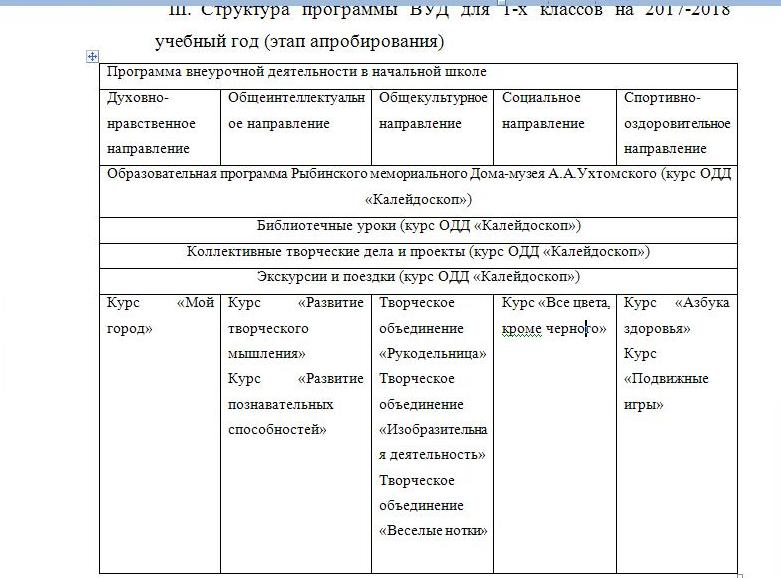 III. Структура программы ВУД для 1-х классов на 2017-2018
учебный год (этап апробирования)
Программа внеурочной деятельности в начальной школе
Духовно-
нравственное
направление
Общеинтеллектуальн
ое направление
Общекультурное
направление
Социальное
направление
Спортивно-
оздоровительное
направление
Образовательная программа Рыбинского мемориального Дома-музея А.А.Ухтомского (курс ОДД
«Калейдоскоп»)
Библиотечные уроки (курс ОДД «Калейдоскоп»)
Коллективные творческие дела и проекты (курс ОДД «Калейдоскоп»)
Экскурсии и поездки (курс ОДД «Калейдоскоп»)
Курс «Мой
город»
Курс «Развитие
творческого
мышления»
Курс «Развитие
познавательных
способностей»
Творческое
объединение
«Рукодельница»
Творческое
объединение
«Изобразительна
я деятельность»
Творческое
объединение
«Веселые нотки»
Курс «Все цвета,
кроме черного»
Курс «Азбука
здоровья»
Курс
«Подвижные
игры»